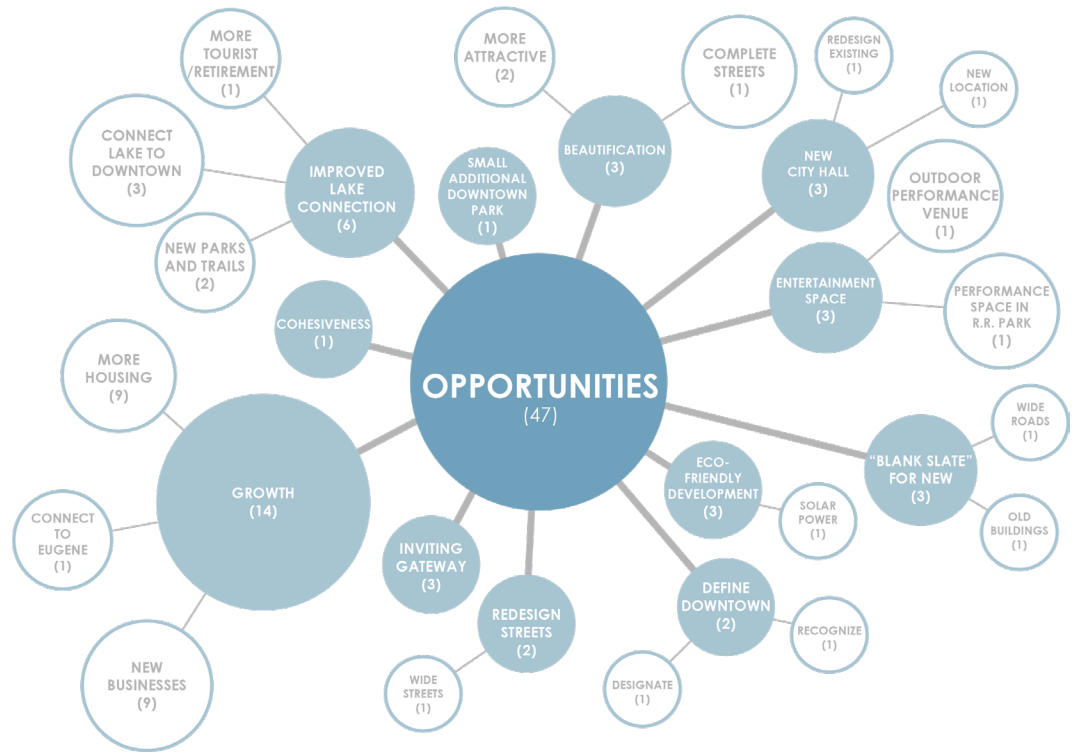 MORE
TOURIST
/RETIREMENT
(1)
MORE
ATTRACTIVE
(2)
COMPLETE
STREETS
(1)
REDESIGN
EXISTING
(1)
NEW
LOCATION
(1)
CONNECT
LAKE TO
DOWNTOWN
(3)
IMPROVED
LAKE
CONNECTION
(6)
SMALL
ADDITIONAL
DOWNTOWN
PARK
(1)
BEAUTIFICATION
(3)
NEW
CITY HALL
(3)
OUTDOOR
PERFORMANCE
VENUE
(1)
NEW PARKS
AND TRAILS
(2)
ENTERTAINMENT
SPACE
(3)
PERFORMANCE
SPACE IN
R.R. PARK
(1)
COHESIVENESS
(1)
MORE
HOUSING
(9)
OPPORTUNITIES
(47)
WIDE
ROADS
(1)
"BLANK SLATE"
FOR NEW
(3)
OLD
BUILDINGS
(1)
GROWTH
(14)
ECO-
FRIENDLY
DEVELOPMENT
(3)
SOLAR
POWER
(1)
CONNECT
TO
EUGENE
(1)
INVITING
GATEWAY
(3)
REDESIGN
STREETS
(2)
DEFINE
DOWNTOWN
(2)
RECOGNIZE
(1)
NEW
BUSINESSES
(9)
WIDE
STREETS
(1)
DESIGNATE
(1)